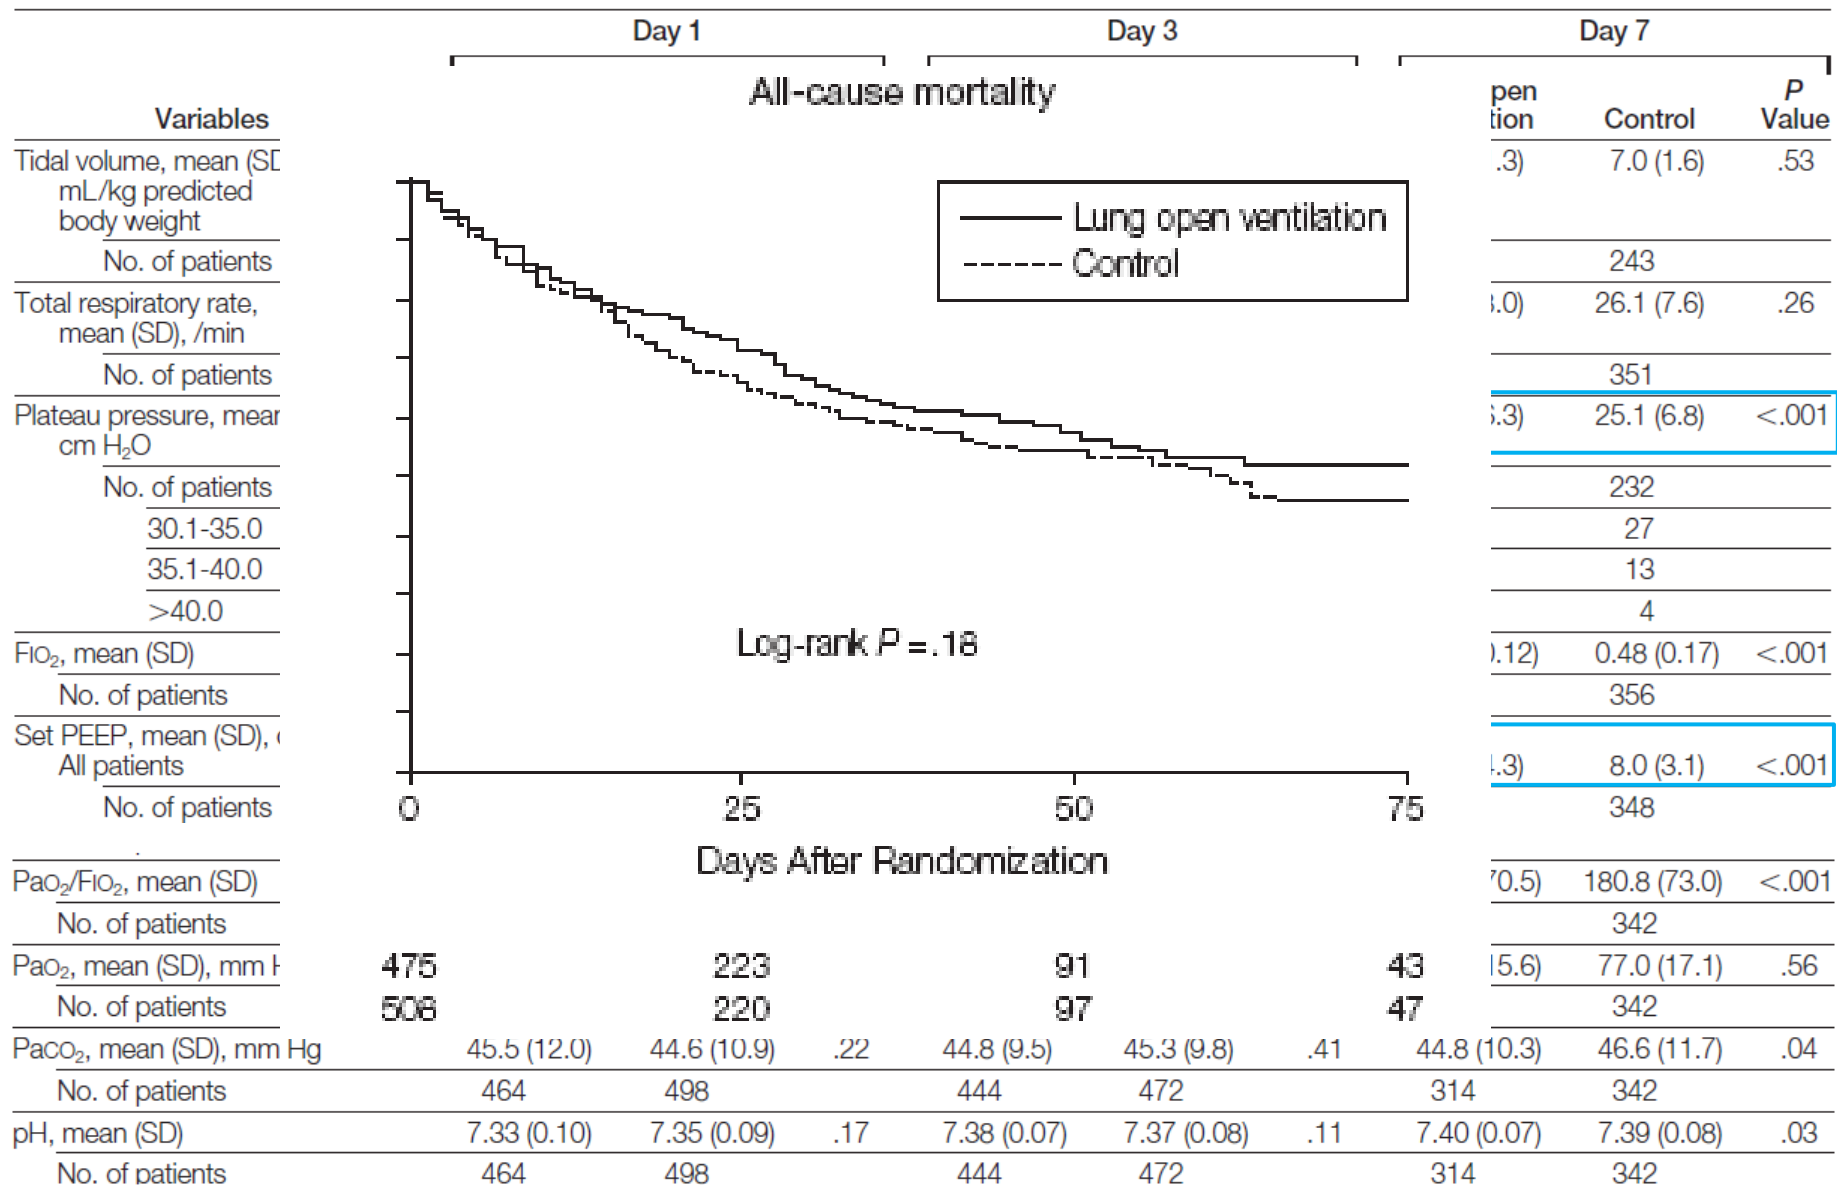 Day 1 Day 3 Day 7
All-cause mortality
Variables Control P Value
Tidal volume, mean
mL/kg predicted
body weight
.3) 7.0 (1.6) .53
No. of patients 243
Total respiratory rate,
mean (SD), /min
.0) 26.1 (7.6) .26
No. of patients 351
Plateau pressure,
cm H₂O
.3) 25.1 (6.8) <.001
No. of patients 232
30.1-35.0 27
35.1-40.0 13
>40.0 4
FIO₂, mean (SD) .12) 0.48 (0.17) <.001
No. of patients 356
Set PEEP, mean (SD),
All patients .3) 8.0 (3.1) <.001
No. of patients 348
PaO₂/FIO₂, mean (SD) 70.5) 180.8 (73.0) <.001
No. of patients 342
PaO₂, mean (SD), mm 15.6) 77.0 (17.1) .56
No. of patients 342
PaCO₂, mean (SD), mm Hg 45.5 (12.0) 44.6 (10.9) .22 44.8 (9.5) 45.3 (9.8) .41 44.8 (10.3) 46.6 (11.7) .04
No. of patients 464 498 444 472 314 342
pH, mean (SD) 7.33 (0.10) 7.35 (0.09) .17 7.38 (0.07) 7.37 (0.08) .11 7.40 (0.07) 7.39 (0.08) .03
No. of patients 464 498 444 472 314 342
Lung open ventilation
Control
Log-rank P = .18
0 25 50 75
Days After Randomization
475 223 91 43
508 220 97 47